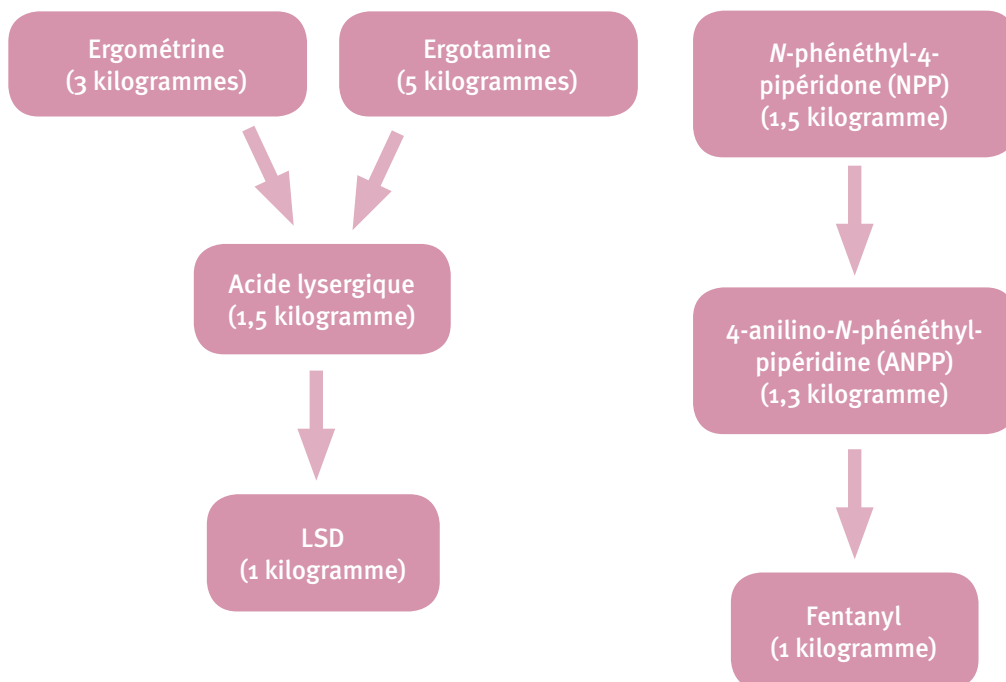 Ergométrine
(3 kilogrammes)
Ergotamine
(5 kilogrammes)
Acide lysergique
(1,5 kilogramme)
LSD
(1 kilogramme)
N-phénéthyl-4-
pipéridone (NPP)
(1,5 kilogramme)
4-anilino-N-phénéthyl-
pipéridine (ANPP)
(1,3 kilogramme)
Fentanyl
(1 kilogramme)